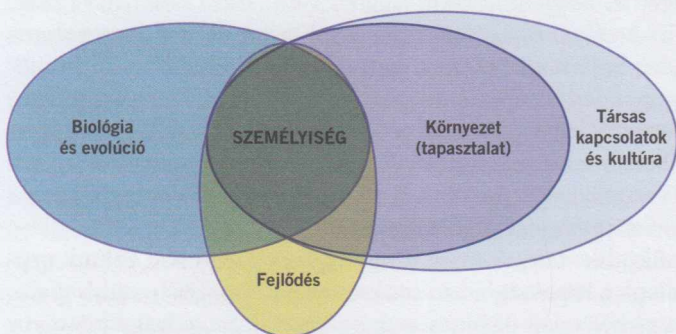 Biológia
és evolúció
SZEMÉLYISÉG
Környezet
(tapasztalat)
Társas
kapcsolatok
és kultúra
Fejlődés